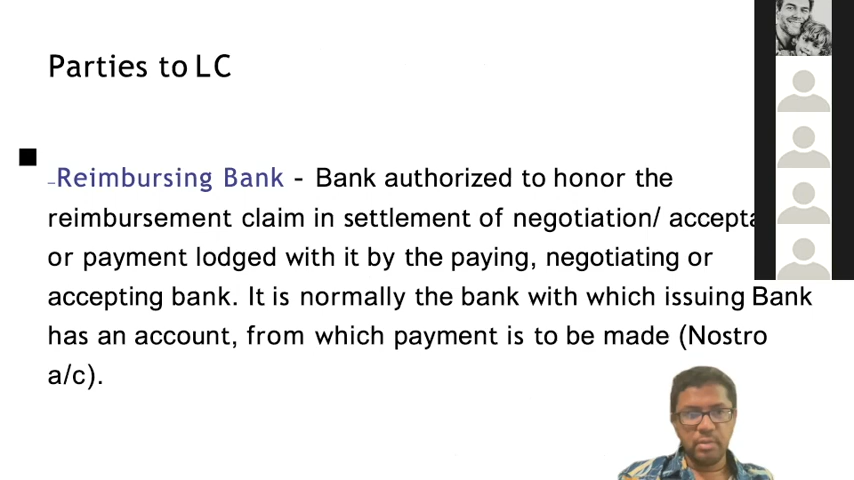 Parties to LC
Reimbursing Bank - Bank authorized to honor the
reimbursement claim in settlement of negotiation/
or payment lodged with it by the paying, negotiating or
accepting bank. It is normally the bank with which issuing Bank
has an account, from which payment is to be made (Nostro
a/c).